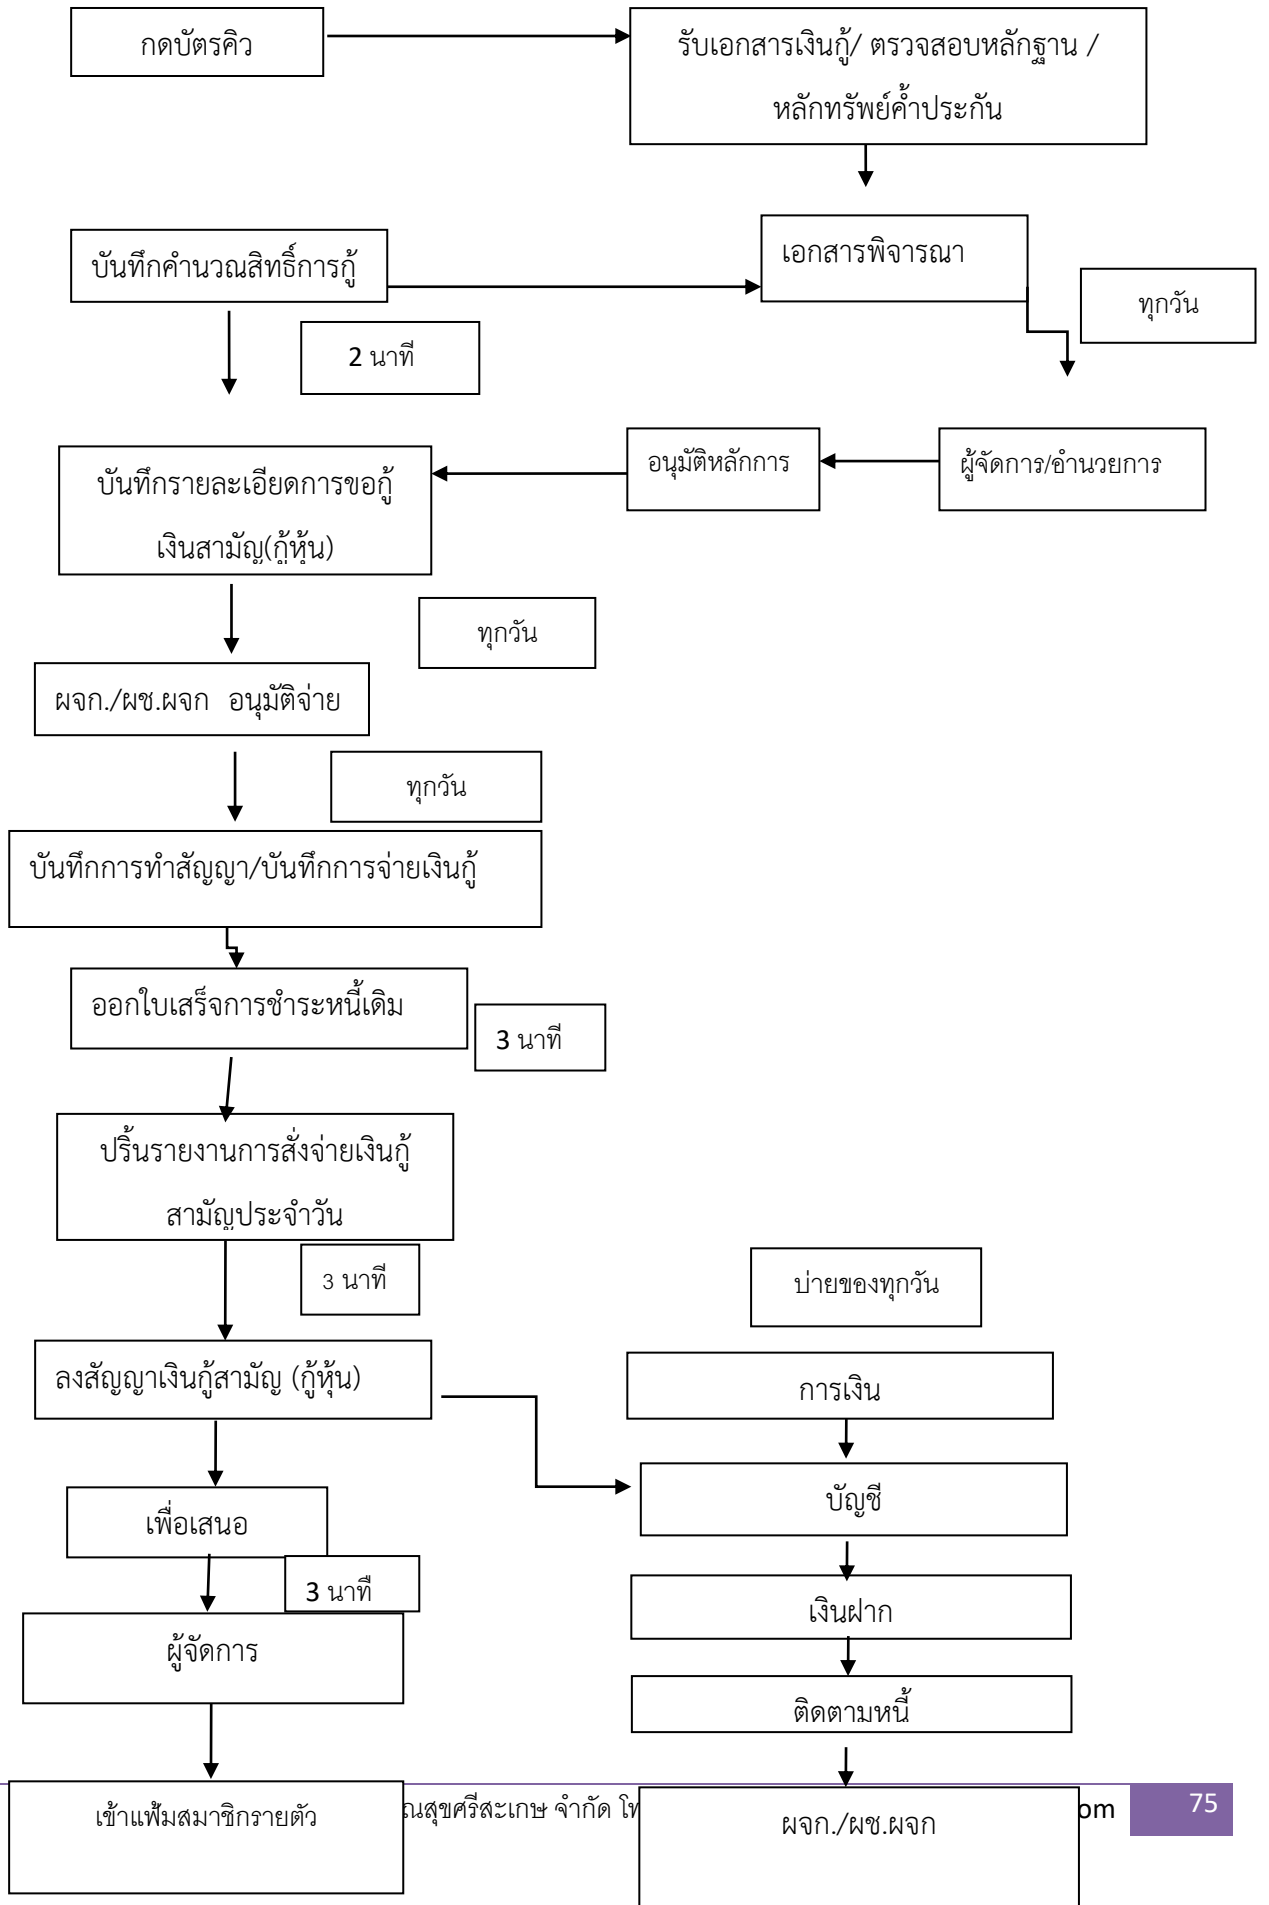 กดบัตรคิว
รับเอกสารเงินกู้/ ตรวจสอบหลักฐาน /
หลักทรัพย์ค้ำประกัน
บันทึกคำนวณสิทธิ์การกู้
เอกสารพิจารณา
ทุกวัน
2 นาที
บันทึกรายละเอียดการขอกู้
เงินสามัญ(กู้หุ้น)
อนุมัติหลักการ
ผู้จัดการ/อำนวยการ
ทุกวัน
ผจก./ผช.ผจก อนุมัติจ่าย
ทุกวัน
บันทึกการทำสัญญา/บันทึกการจ่ายเงินกู้
ออกใบเสร็จการชำระหนี้เดิม
3 นาที
ปริ้นรายงานการสั่งจ่ายเงินกู้
สามัญประจำวัน
3 นาที
บ่ายของทุกวัน
ลงสัญญาเงินกู้สามัญ (กู้หุ้น)
การเงิน
บัญชี
เพื่อเสนอ
3 นาที
เงินฝาก
ผู้จัดการ
ติดตามหนี้
เข้าแฟ้มสมาชิกรายตัว
ณสุขศรีสะเกษ จำกัด โท
ผจก./ผช.ผจก
om
75